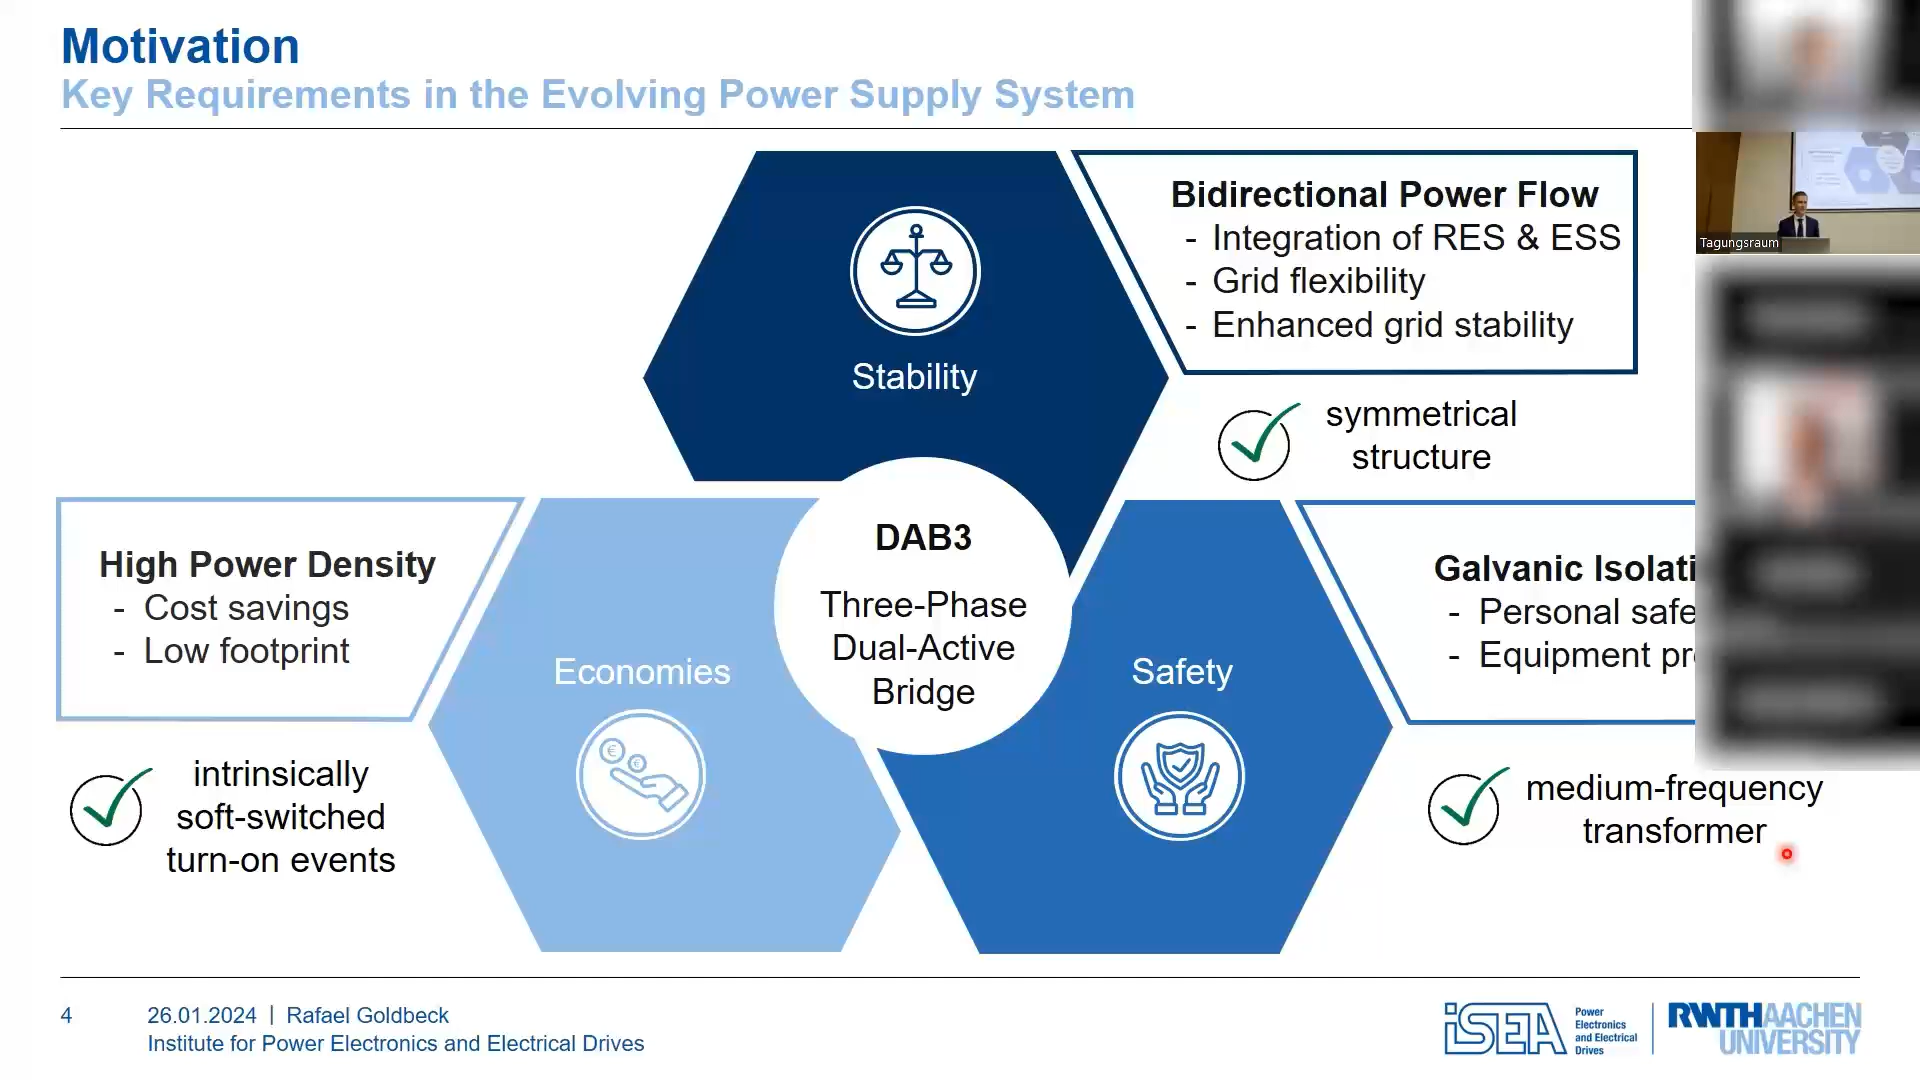 Motivation
Key Requirements in the Evolving Power Supply System
Stability
Bidirectional Power Flow
- Integration of RES & ESS
- Grid flexibility
- Enhanced grid stability
symmetrical
structure
Tagungsraum
High Power Density
- Cost savings
- Low footprint
intrinsically
soft-switched
turn-on events
Economies
€
€
DAB3
Three-Phase
Dual-Active
Bridge
Safety
Galvanic Isolati
- Personal safe
- Equipment pr
medium-frequency
transformer
4
26.01.2024 | Rafael Goldbeck
Institute for Power Electronics and Electrical Drives
iSEA
Power
Electronics
and Electrical
Drives
RWTHAACHEN
UNIVERSITY